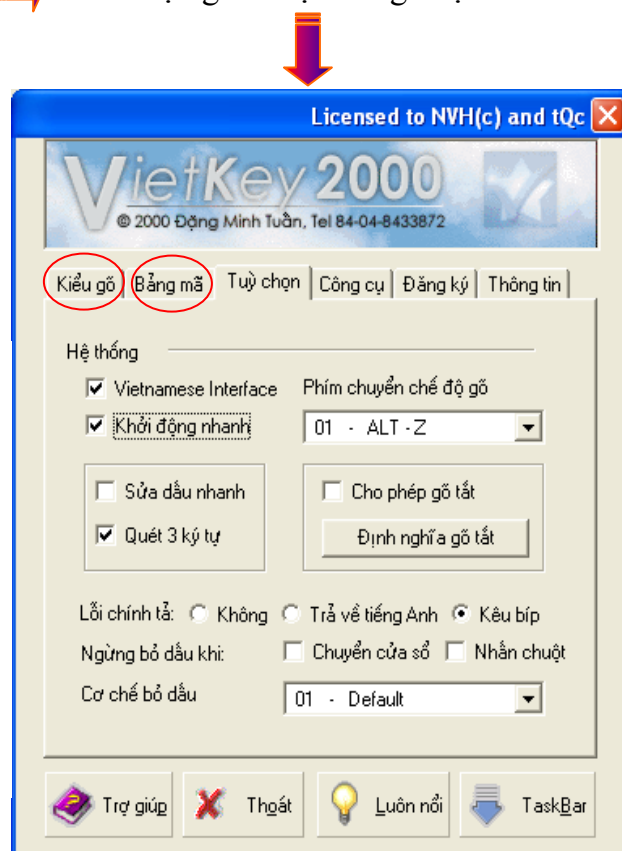 Licensed to NVH(c) and tQc
VietKey 2000
© 2000 Đặng Minh Tuấn, Tel 84-04-8433872
Kiểu gõ Bảng mã Tuỳ chọn Công cụ Đăng ký Thông tin
Hệ thống
Vietnamese Interface Phím chuyển chế độ gõ
Khởi động nhanh 01 - ALT - Z
Sửa dấu nhanh Cho phép gõ tắt
Quét 3 ký tự Định nghĩa gõ tắt
Lỗi chính tả: Không Trả về tiếng Anh Kêu bíp
Ngừng bỏ dấu khi: Chuyển cửa sổ Nhấn chuột
Cơ chế bỏ dấu 01 - Default
Trợ giúp Thoát Luôn nổi TaskBar